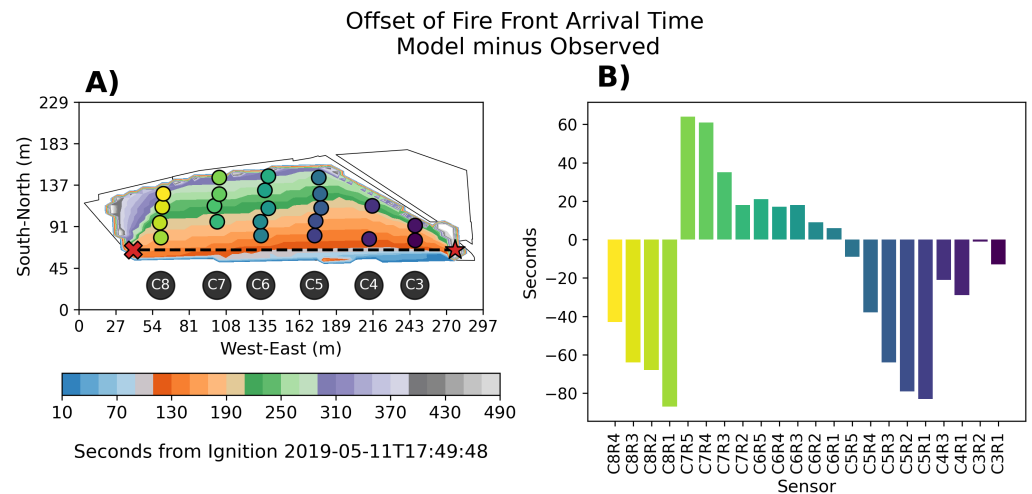 Offset of Fire Front Arrival Time
Model minus Observed
A)
229
183
137
91
45
0
South-North (m)
C8 C7 C6 C5 C4 C3
0 27 54 81 108 135 162 189 216 243 270 297
West-East (m)
10 70 130 190 250 310 370 430 490
Seconds from Ignition 2019-05-11T17:49:48
B)
60
40
20
0
−20
−40
−60
−80
Seconds
C8R4 C8R3 C8R2 C8R1 C7R5 C7R4 C7R3 C7R2 C6R5 C6R4 C6R3 C6R2 C6R1 C5R5 C5R4 C5R3 C5R2 C5R1 C4R3 C4R1 C3R2 C3R1
Sensor